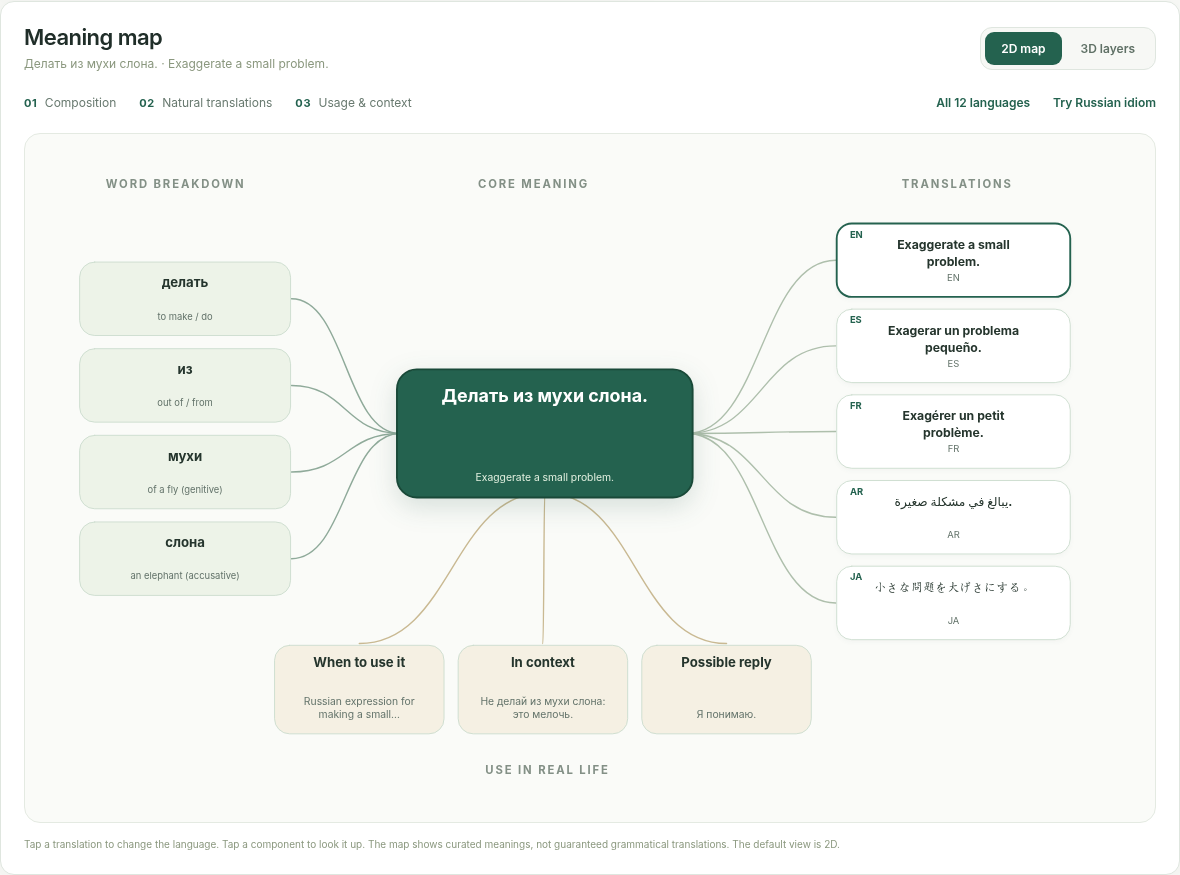 Meaning map
Делать из мухи слона. · Exaggerate a small problem.
2D map
3D layers
01 Composition
02 Natural translations
03 Usage & context
All 12 languages
Try Russian idiom
WORD BREAKDOWN
CORE MEANING
TRANSLATIONS
делать
to make / do
из
out of / from
мухи
of a fly (genitive)
слона
an elephant (accusative)
Делать из мухи слона.
Exaggerate a small problem.
EN
Exaggerate a small
problem.
EN
ES
Exagerar un problema
pequeño.
ES
FR
Exagérer un petit
problème.
FR
AR
يبالغ في مشكلة صغيرة.
AR
JA
小さな問題を大げさにする。
JA
When to use it
Russian expression for
making a small...
In context
Не делай из мухи слона:
это мелочь.
Possible reply
Я понимаю.
USE IN REAL LIFE
Tap a translation to change the language. Tap a component to look it up. The map shows curated meanings, not guaranteed grammatical translations. The default view is 2D.